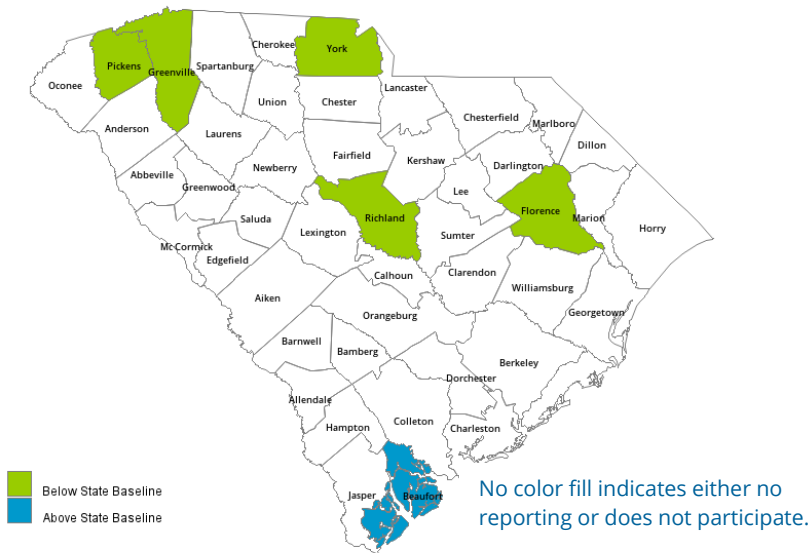 Cherokee
York
Pickens
Greenville
Spartanburg
Oconee
Union
Chester
Lancaster
Chesterfield
Marlboro
Anderson
Laurens
Dillon
Fairfield
Kershaw
Darlington
Newberry
Abbeville
Greenwood
Lee
Saluda
Richland
Florence
Marion
Horry
Lexington
Sumter
Mc Cormick
Edgefield
Calhoun
Clarendon
Williamsburg
Aiken
Orangeburg
Georgetown
Barnwell
Bamberg
Berkeley
Dorchester
Allendale
Hampton
Colleton
Charleston
Jasper
Beaufort
Below State Baseline
Above State Baseline
No color fill indicates either no
reporting or does not participate.